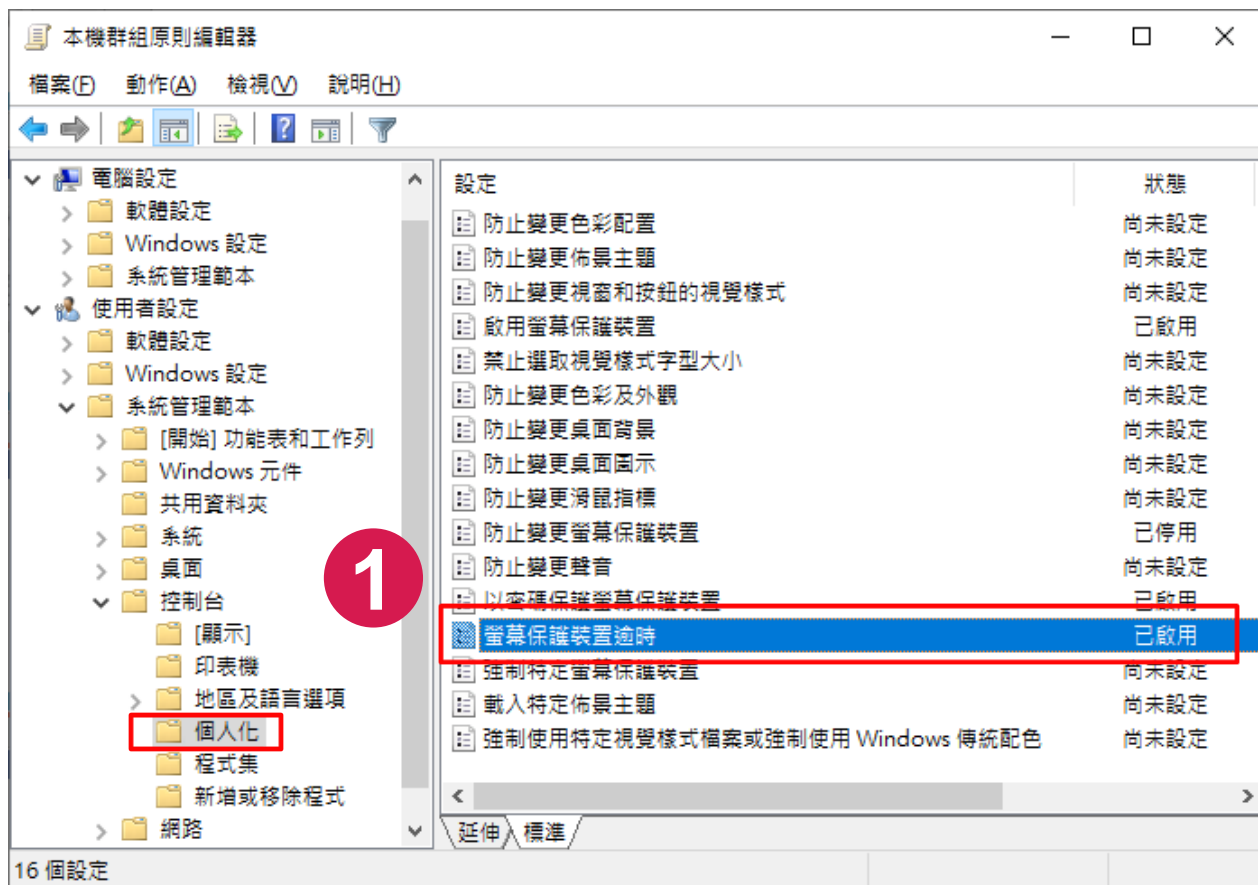 本機群組原則編輯器
檔案(F) 動作(A) 檢視(V) 說明(H)
電腦設定
軟體設定
Windows 設定
系統管理範本
使用者設定
軟體設定
Windows 設定
系統管理範本
[開始] 功能表和工作列
Windows 元件
共用資料夾
系統
桌面
控制台
[顯示]
印表機
地區及語言選項
個人化
程式集
新增或移除程式
網路
1
設定 狀態
防止變更色彩配置 尚未設定
防止變更佈景主題 尚未設定
防止變更視窗和按鈕的視覺樣式 尚未設定
啟用螢幕保護裝置 已啟用
禁止選取視覺樣式字型大小 尚未設定
防止變更色彩及外觀 尚未設定
防止變更桌面背景 尚未設定
防止變更桌面圖示 尚未設定
防止變更滑鼠指標 尚未設定
防止變更螢幕保護裝置 已停用
防止變更聲音 尚未設定
以密碼保護螢幕保護裝置 已啟用
螢幕保護裝置逾時 已啟用
強制特定螢幕保護裝置 尚未設定
載入特定佈景主題 尚未設定
強制使用特定視覺樣式檔案或強制使用 Windows 傳統配色 尚未設定
延伸 標準
16 個設定